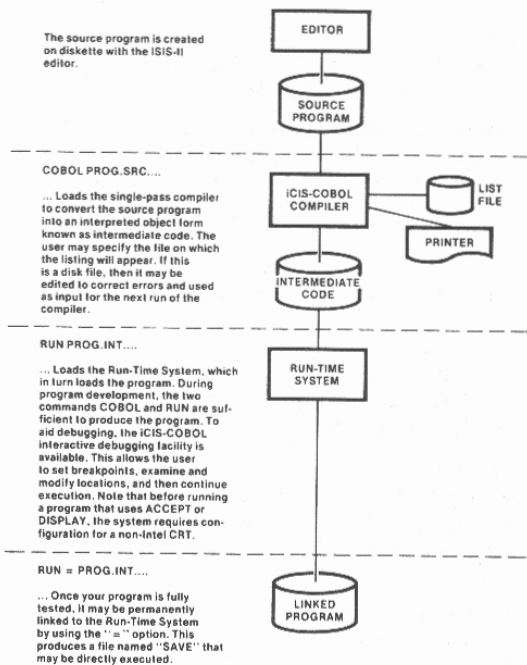 The source program is created
on diskette with the ISIS-II
editor.
EDITOR
SOURCE
PROGRAM
COBOL PROG.SRC....
... Loads the single-pass compiler
to convert the source program
into an interpreted object form
known as intermediate code. The
user may specify the file on which
the listing will appear. If this
is a disk file, then it may be
edited to correct errors and used
as input for the next run of the
compiler.
iCIS-COBOL
COMPILER
LIST
FILE
PRINTER
INTERMEDIATE
CODE
RUN PROG.INT....
... Loads the Run-Time System, which
in turn loads the program. During
program development, the two
commands COBOL and RUN are suf-
ficient to produce the program. To
aid debugging, the iCIS-COBOL
interactive debugging facility is
available. This allows the user
to set breakpoints, examine and
modify locations, and then continue
execution. Note that before running
a program that uses ACCEPT or
DISPLAY, the system requires con-
figuration for a non-Intel CRT.
RUN-TIME
SYSTEM
RUN = PROG.INT....
... Once your program is fully
tested, it may be permanently
linked to the Run-Time System
by using the "=" option. This
produces a file named "SAVE" that
may be directly executed.
LINKED
PROGRAM